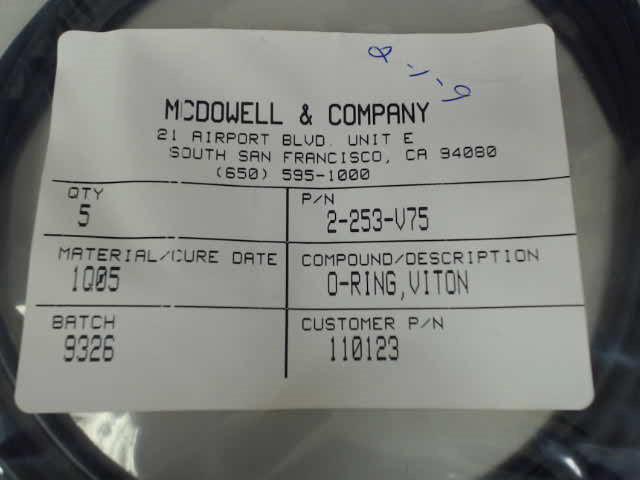 McDOWELL & COMPANY
21 AIRPORT BLVD. UNIT E
SOUTH SAN FRANCISCO, CA 94080
(650) 595-1000
QTY
5
P/N
2-253-V75
MATERIAL/CURE DATE
1Q05
COMPOUND/DESCRIPTION
O-RING,VITON
BATCH
9326
CUSTOMER P/N
110123